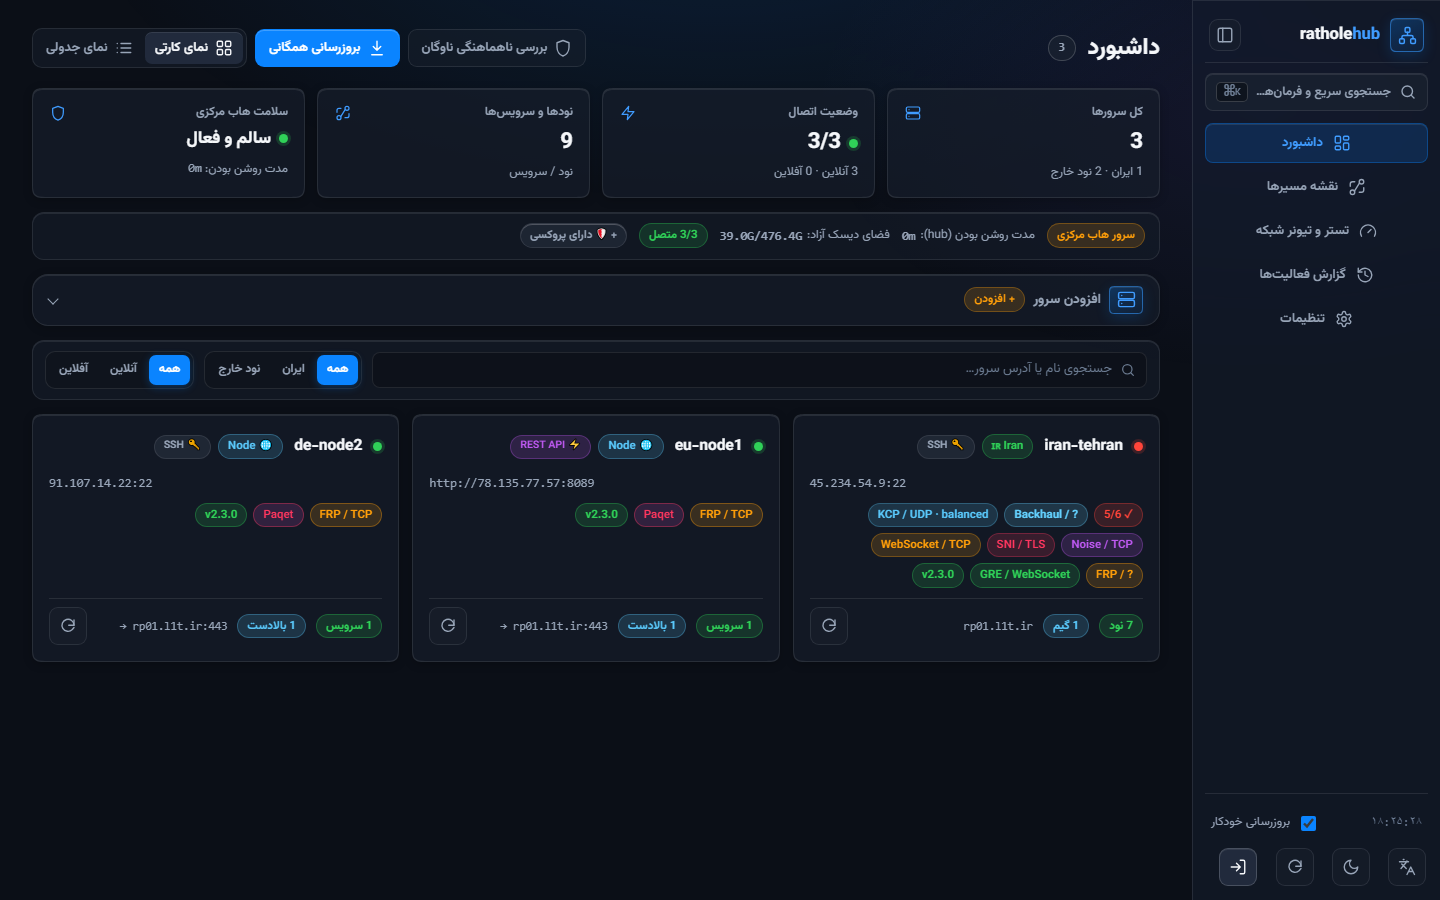 ratholehub
جستجوی سریع و فرمان‌هـ...
⌘K
داشبورد
نقشه مسیرها
تستر و تیونر شبکه
گزارش فعالیت‌ها
تنظیمات
۱۸:۲۵:۲۸
بروزرسانی خودکار
داشبورد 3
بررسی ناهماهنگی ناوگان
بروزرسانی همگانی
نمای کارتی
نمای جدولی
کل سرورها
3
1 ایران · 2 نود خارج
وضعیت اتصال
3/3
3 آنلاین · 0 آفلاین
نودها و سرویس‌ها
9
نود / سرویس
سلامت هاب مرکزی
سالم و فعال
مدت روشن بودن: 0m
سرور هاب مرکزی
مدت روشن بودن (hub): 0m
فضای دیسک آزاد: 39.0G/476.4G
3/3 متصل
+ دارای پروکسی
افزودن سرور
+ افزودن
جستجوی نام یا آدرس سرور...
همه ایران نود خارج
همه آنلاین آفلاین
iran-tehran
IR Iran
SSH
45.234.54.9:22
5/6 ✓
Backhaul / ?
KCP / UDP · balanced
Noise / TCP
SNI / TLS
WebSocket / TCP
FRP / ?
GRE / WebSocket
v2.3.0
7 نود
1 گیم
rp01.l1t.ir
eu-node1
Node
REST API
http://78.135.77.57:8089
FRP / TCP
Paqet
v2.3.0
1 سرویس
1 بالادست
→ rp01.l1t.ir:443
de-node2
Node
SSH
91.107.14.22:22
FRP / TCP
Paqet
v2.3.0
1 سرویس
1 بالادست
→ rp01.l1t.ir:443